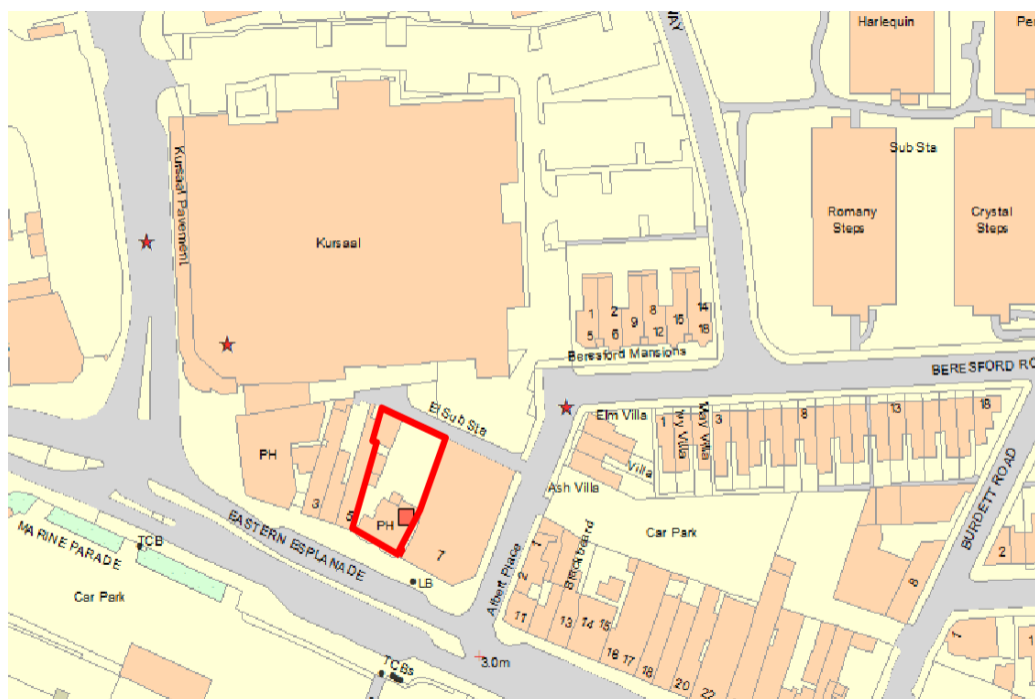 Harlequin
Pe
WAY
Kursaal Pavement
Sub Sta
Romany
Steps
Crystal
Steps
Kursaal
1
2
8
14
9
15
5
6
12
18
Beresford Mansions
BERESFORD RO
El Sub Sta
Elm Villa
1
Ivy Villa
May Villa
3
8
13
18
PH
Villa
Ash Villa
3
5
PH
7
Car Park
BURDETT ROAD
EASTERN ESPLANADE
MARINE PARADE
TCB
LB
Car Park
Albert Place
1
2
Blackbeard
8
2
11
13
14
15
16
17
18
20
22
1
1
3.0m
TCBs